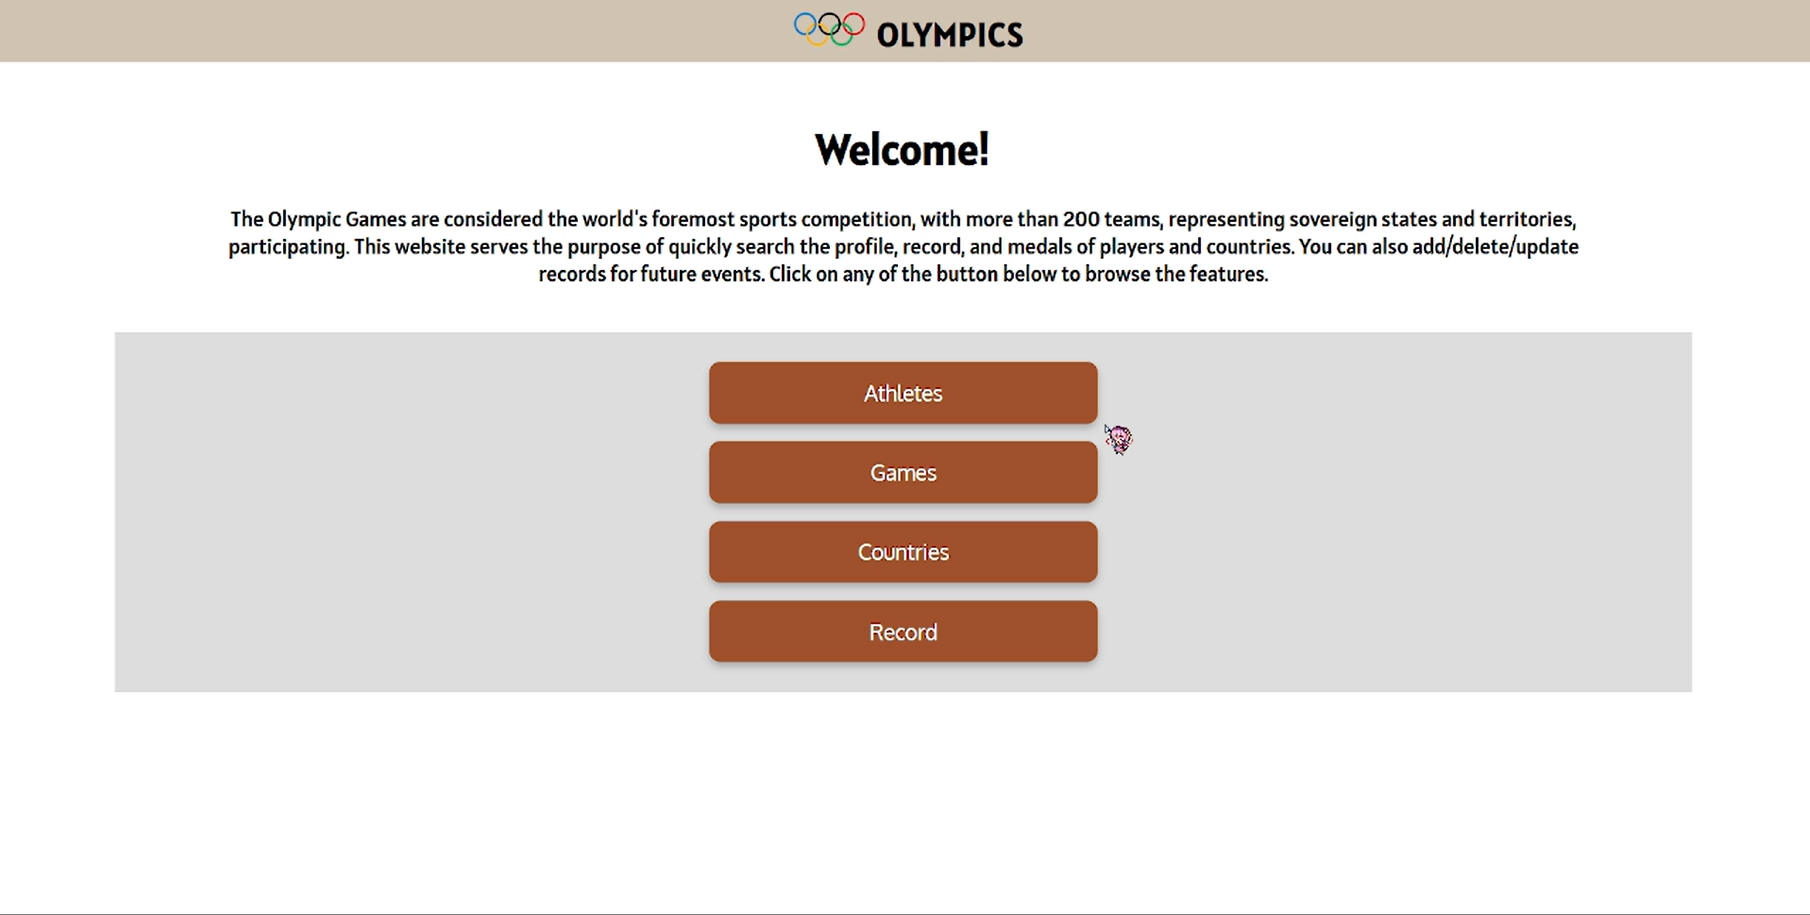 OLYMPICS
Welcome!
The Olympic Games are considered the world's foremost sports competition, with more than 200 teams, representing sovereign states and territories,
participating. This website serves the purpose of quickly search the profile, record, and medals of players and countries. You can also add/delete/update
records for future events. Click on any of the button below to browse the features.
Athletes
Games
Countries
Record